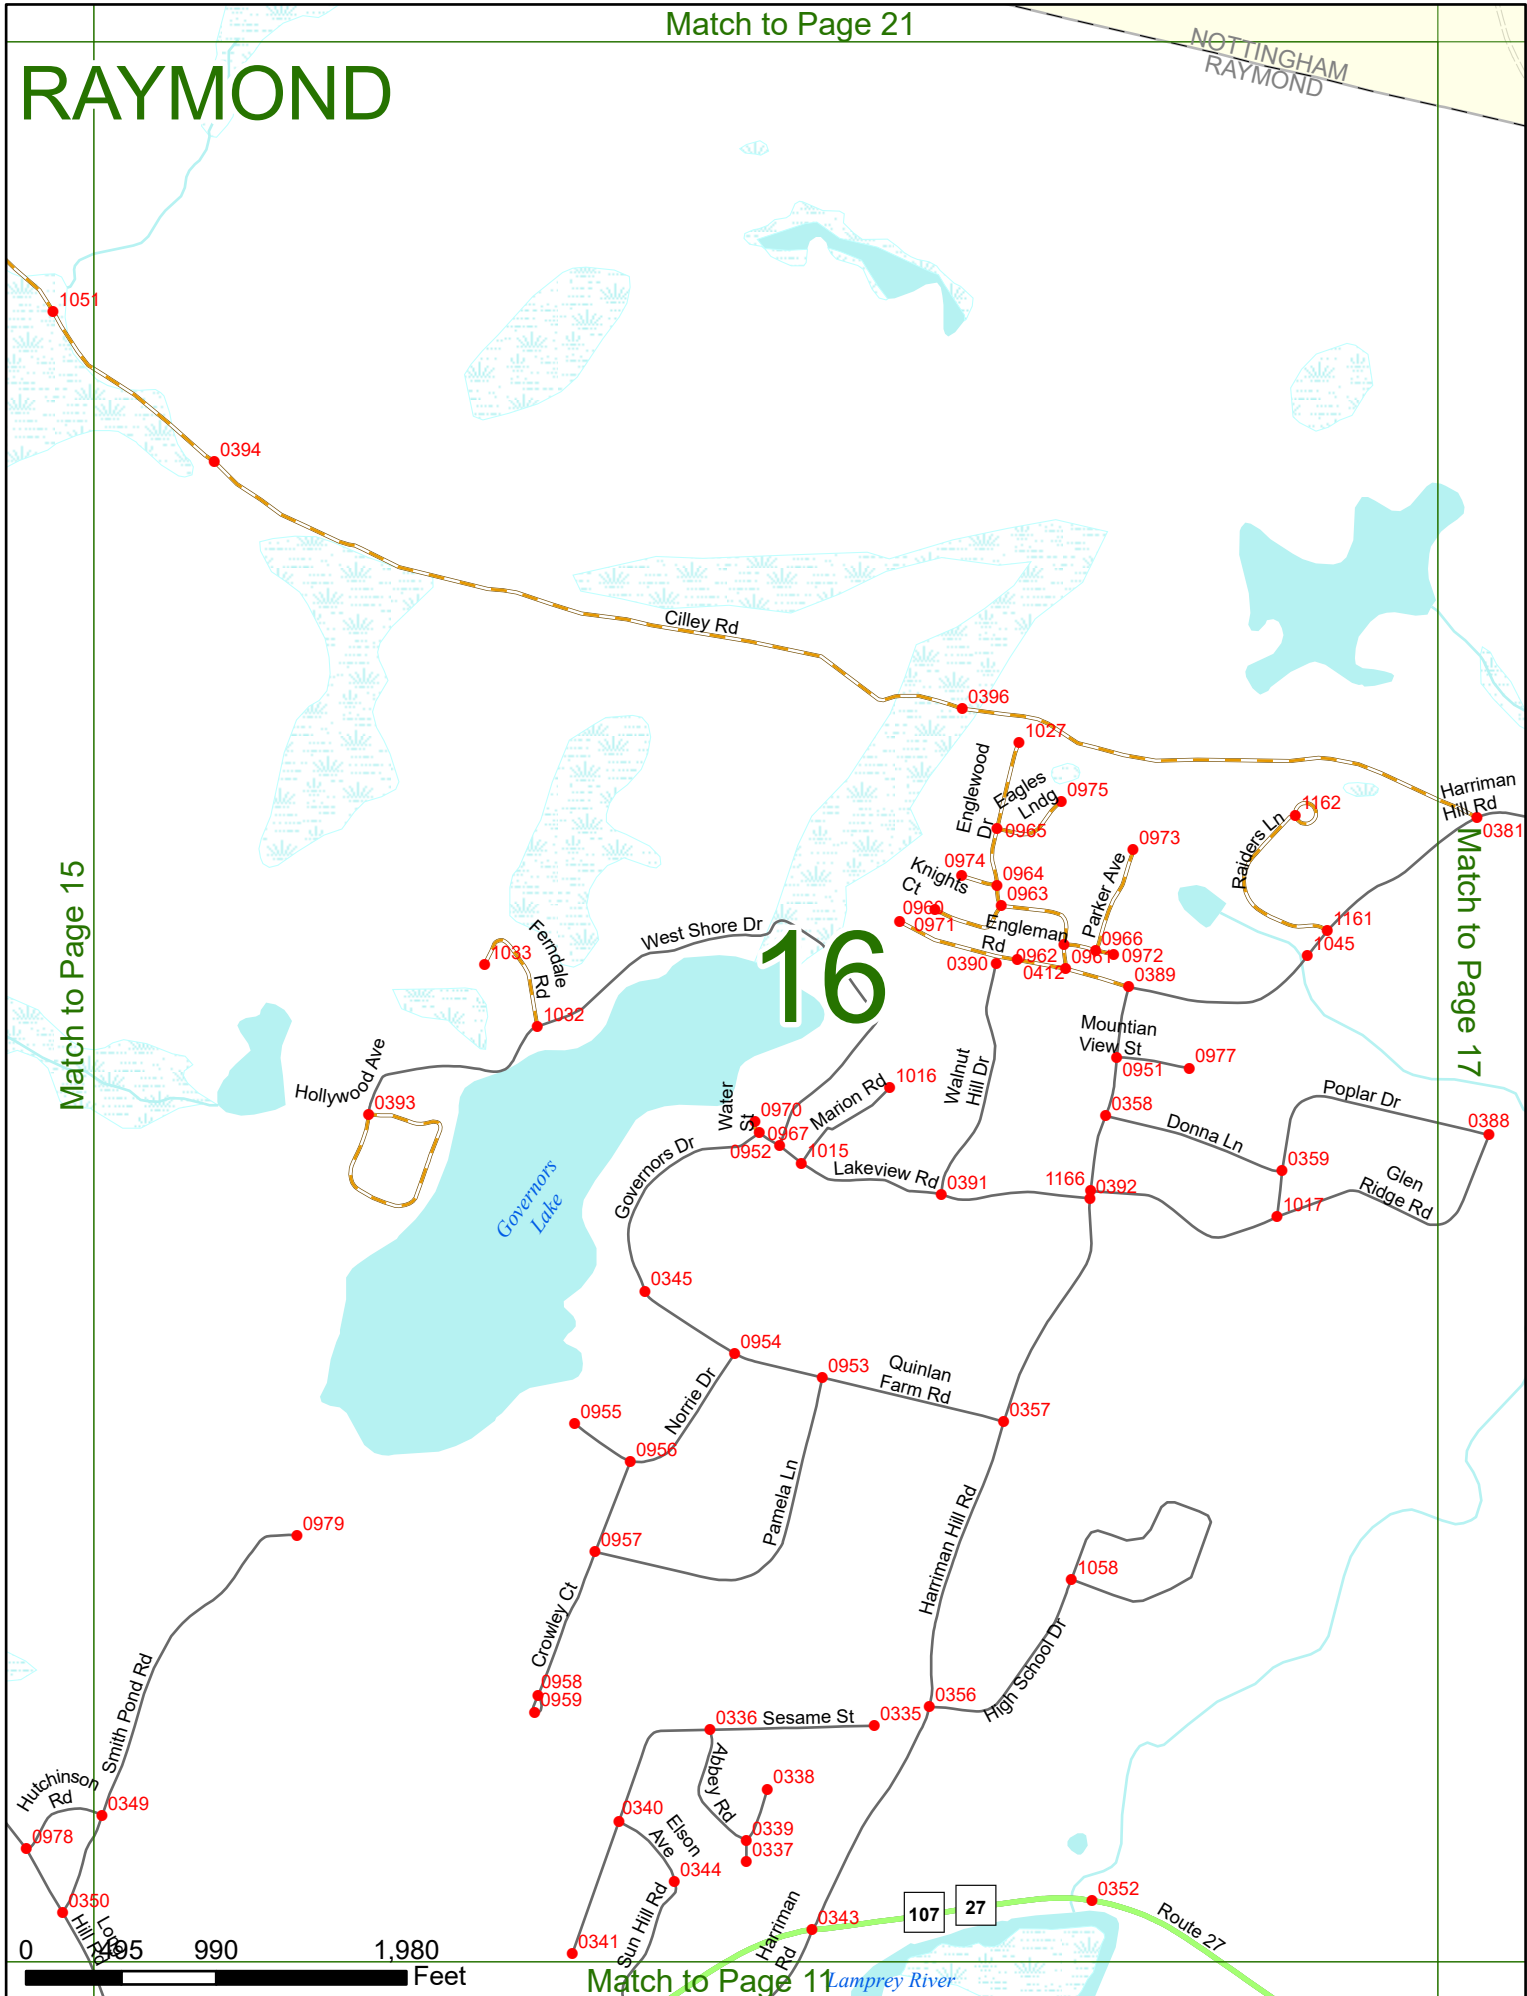 Match to Page 21
NOTTINGHAM
RAYMOND
RAYMOND
1051
0394
Cilley Rd
0396
1027
Englewood
Dr
Eagles
Lndg
0975
0965
1162
Harriman
Hill Rd
0381
Raiders Ln
0973
Parker Ave
0974
Knights
Ct
0964
0963
0960
0971
Engleman
Rd
0966
0972
0961
0962
0412
0390
0389
1161
1045
Match to Page 15
Match to Page 17
West Shore Dr
Ferndale
Rd
1033
1032
16
Hollywood Ave
0393
Mountian
View St
0977
0951
Walnut
Hill Dr
1016
Marion Rd
Water
St
0970
0967
0952
1015
0358
Donna Ln
Poplar Dr
0388
0359
Glen
Ridge Rd
1017
Lakeview Rd
0391
1166
0392
Governors Dr
Governors
Lake
0345
0954
0953
Quinlan
Farm Rd
0357
Norrie Dr
0955
0956
Pamela Ln
0957
Harriman Hill Rd
0979
1058
Crowley Ct
0958
0959
High School Dr
0356
0335
Sesame St
0336
Smith Pond Rd
Abbey Rd
0338
0339
0337
Hutchinson
Rd
0349
0978
0340
Elson
Ave
0344
0350
Long
Hill Rd
Sun Hill Rd
0341
Harriman
Rd
0343
107
27
0352
Route 27
0 495 990 1,980
Feet
Match to Page 11
Lamprey River